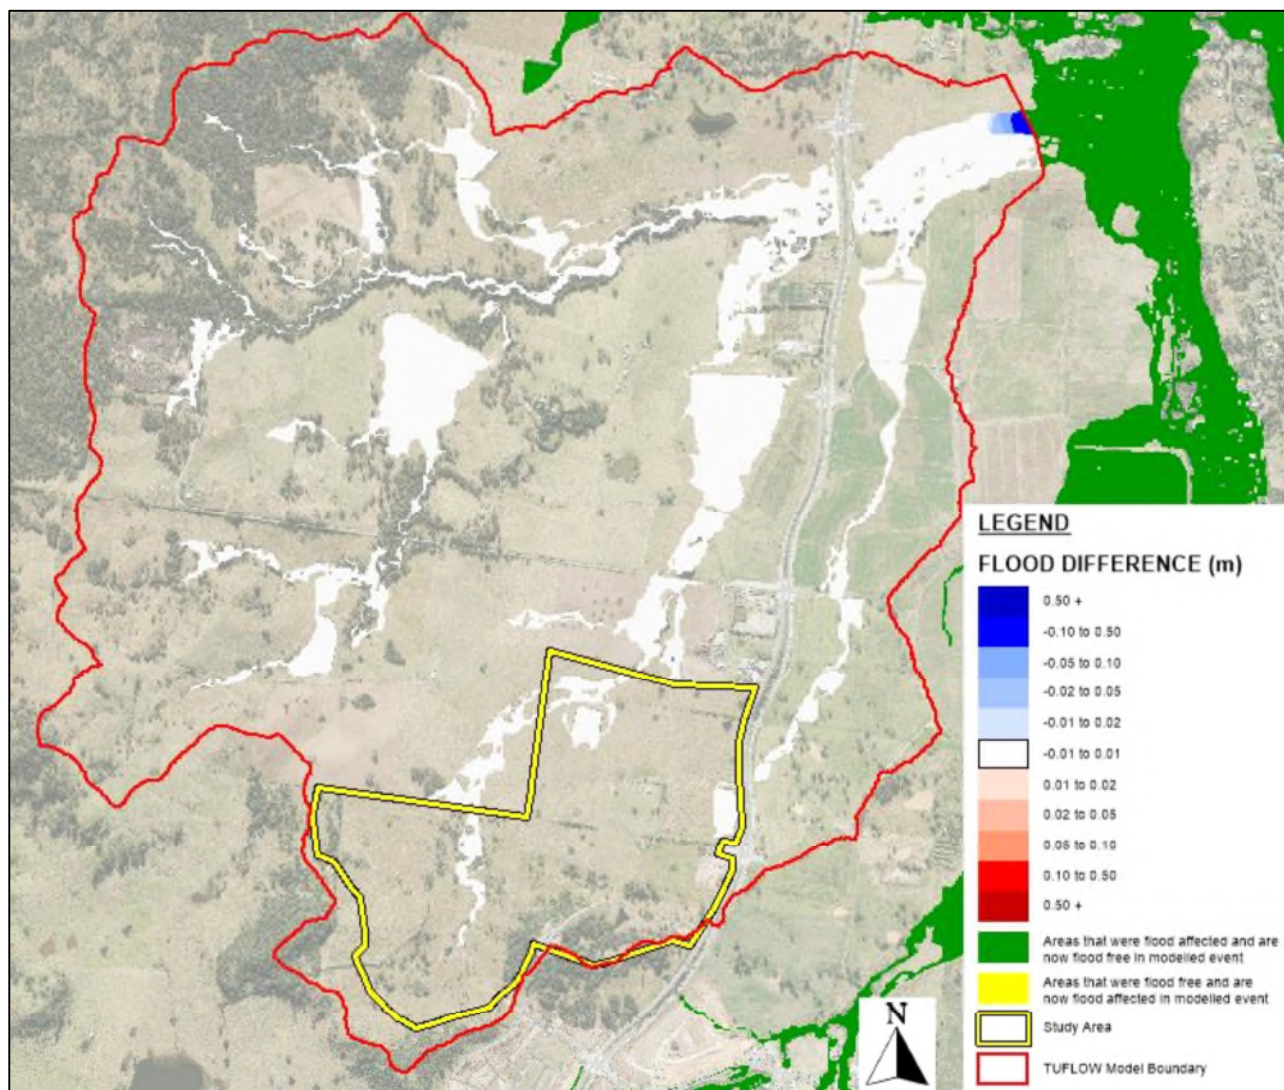 LEGEND
FLOOD DIFFERENCE (m)
0.50 +
-0.10 to 0.50
-0.05 to 0.10
-0.02 to 0.05
-0.01 to 0.02
-0.01 to 0.01
0.01 to 0.02
0.02 to 0.05
0.05 to 0.10
0.10 to 0.50
0.50 +
Areas that were flood affected and are
now flood free in modelled event
Areas that were flood free and are
now flood affected in modelled event
Study Area
TUFLOW Model Boundary
N